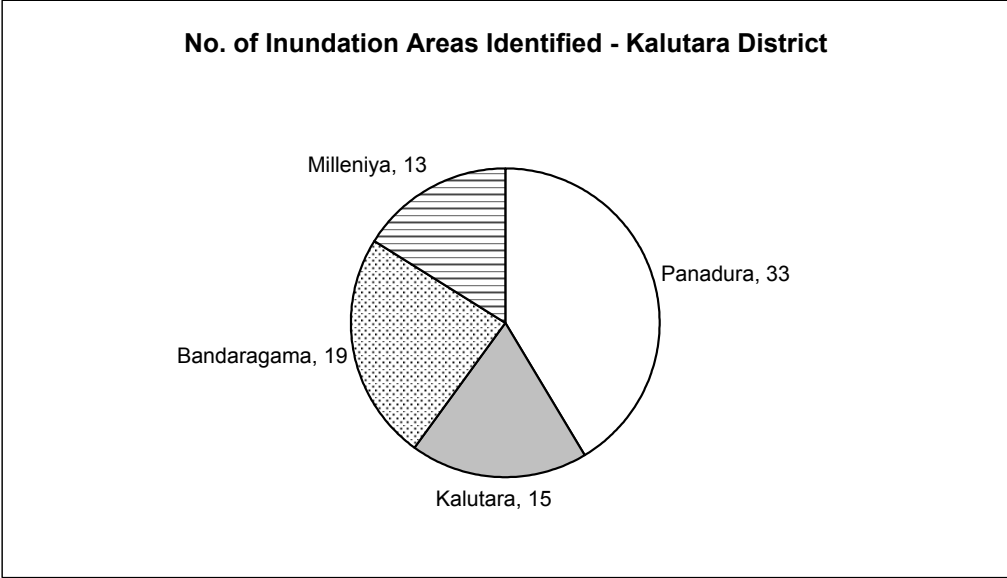 No. of Inundation Areas Identified - Kalutara District
Milleniya, 13
Panadura, 33
Bandaragama, 19
Kalutara, 15